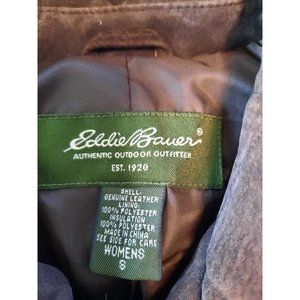 Eddie Bauer®
AUTHENTIC OUTDOOR OUTFITTER
EST. 1920
SHELL:
GENUINE LEATHER
LINING:
100% POLYESTER
INSULATION
100% POLYESTER
MADE IN CHINA
SEE SIDE FOR CARE
WOMENS
S